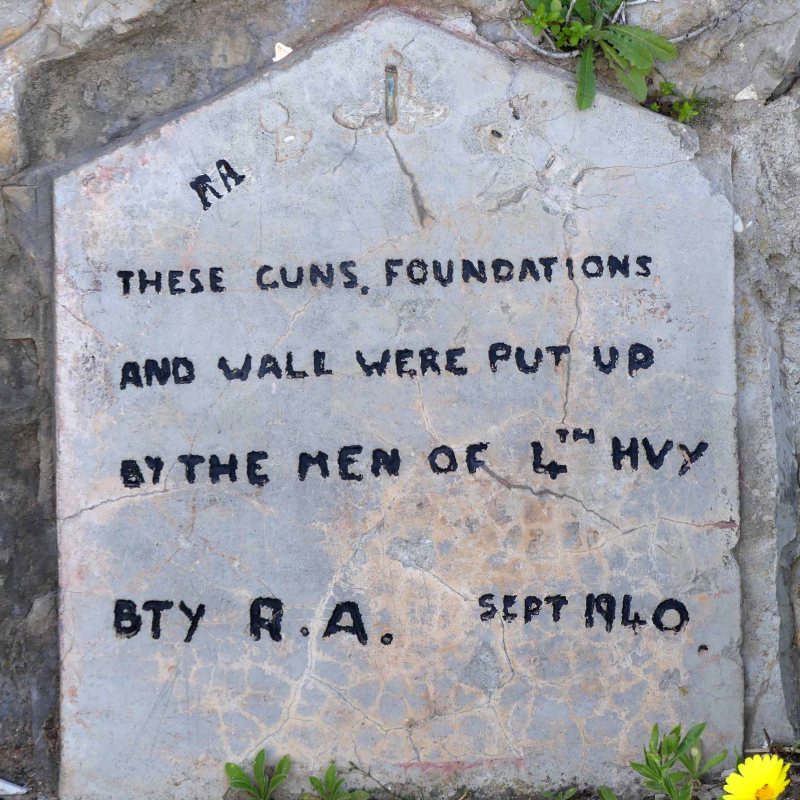 RA
THESE GUNS, FOUNDATIONS
AND WALL WERE PUT UP
BY THE MEN OF 4TH HVY
BTY R.A. SEPT 1940.